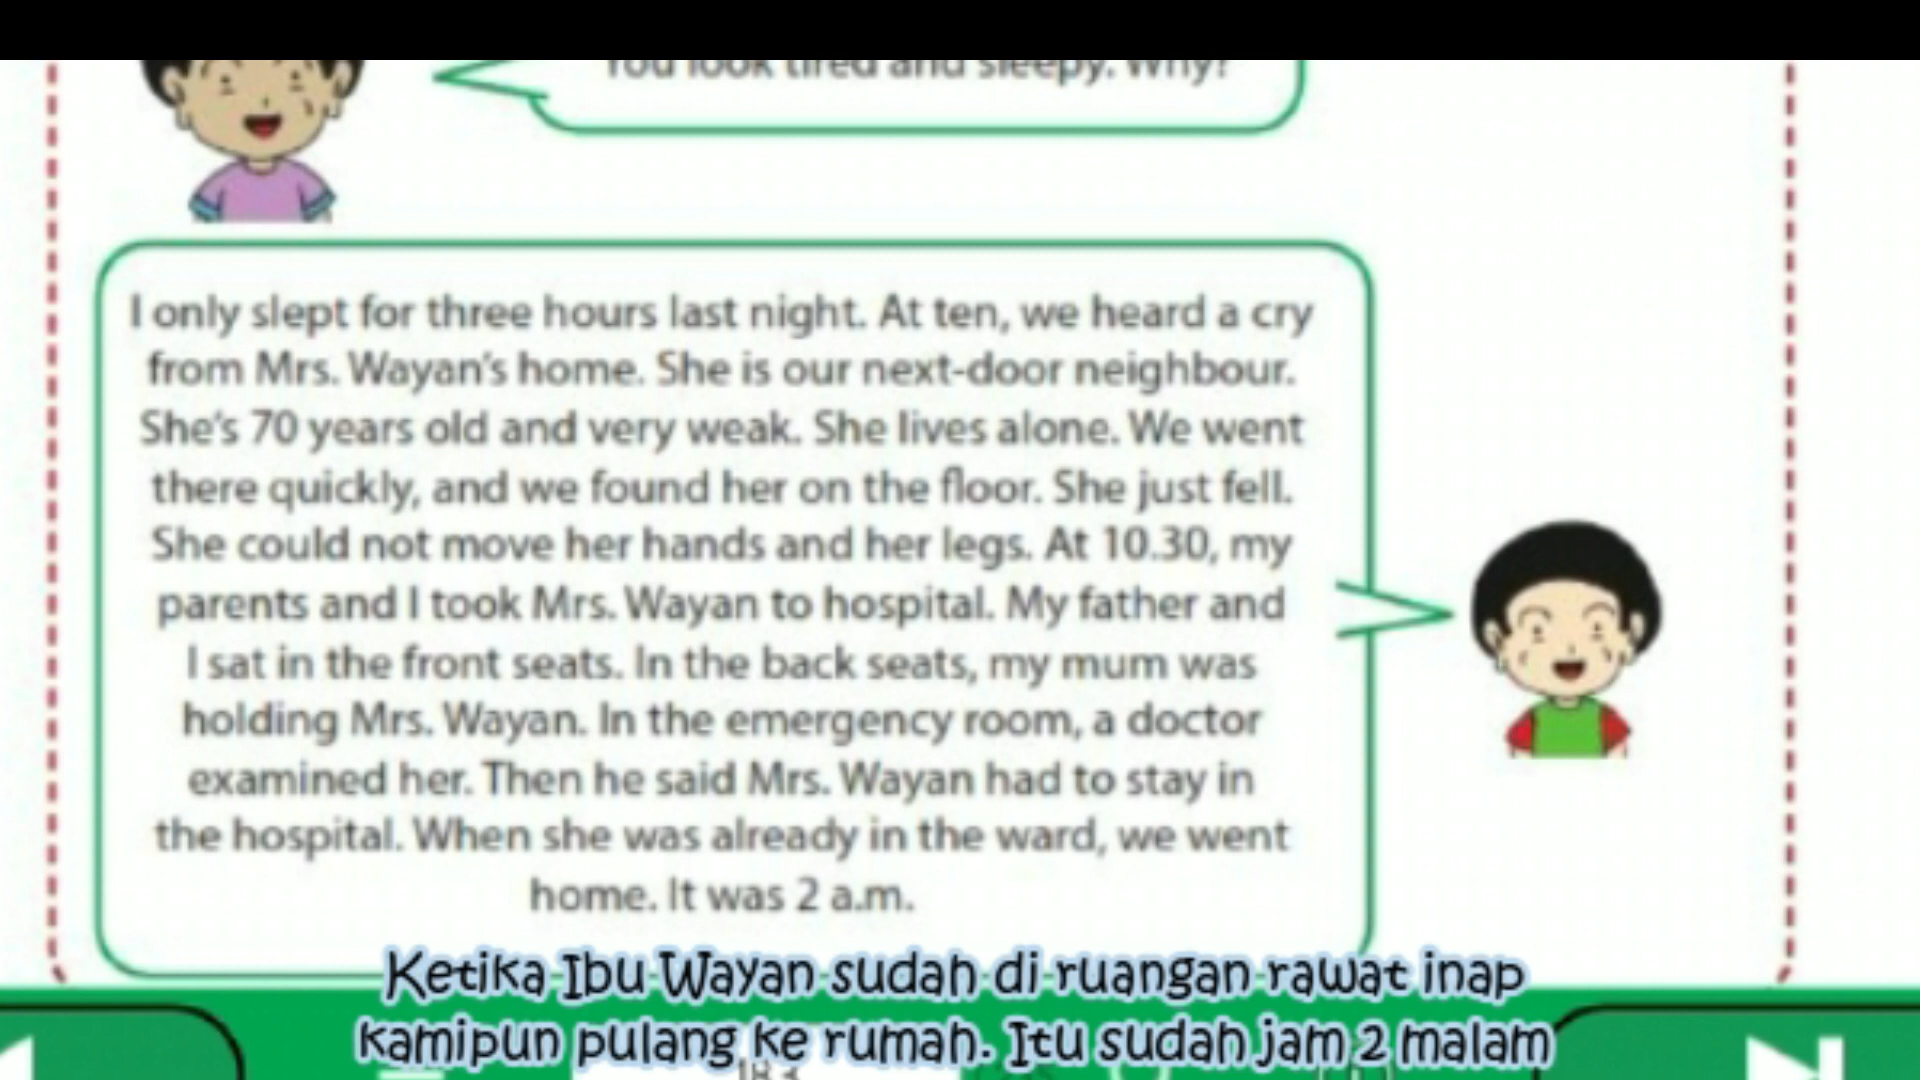 You look tired and sleepy. Why?
I only slept for three hours last night. At ten, we heard a cry
from Mrs. Wayan's home. She is our next-door neighbour.
She's 70 years old and very weak. She lives alone. We went
there quickly, and we found her on the floor. She just fell.
She could not move her hands and her legs. At 10.30, my
parents and I took Mrs. Wayan to hospital. My father and
I sat in the front seats. In the back seats, my mum was
holding Mrs. Wayan. In the emergency room, a doctor
examined her. Then he said Mrs. Wayan had to stay in
the hospital. When she was already in the ward, we went
home. It was 2 a.m.
Ketika Ibu Wayan sudah di ruangan rawat inap
kamipun pulang ke rumah. Itu sudah jam 2 malam